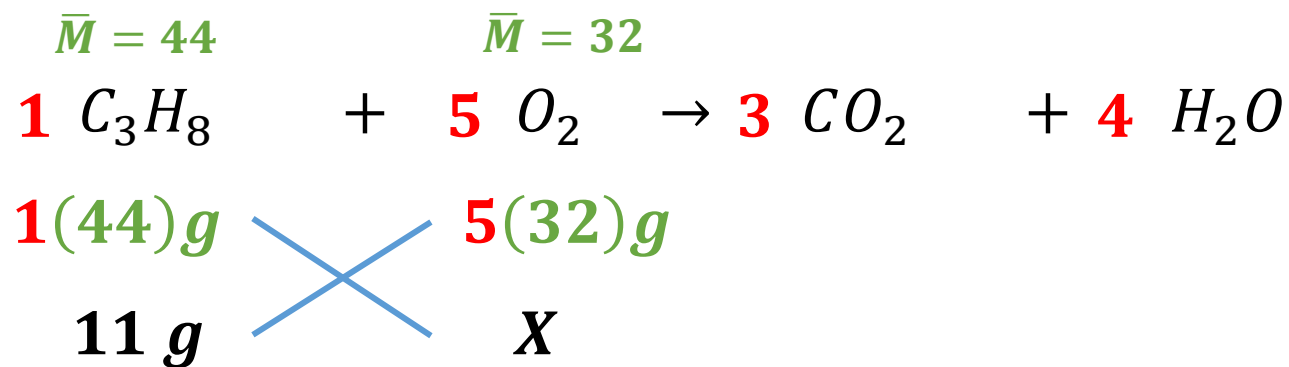 M̅ = 44 M̅ = 32
1 C₃H₈ + 5 O₂ → 3 CO₂ + 4 H₂O
1(44)g 5(32)g
11 g X